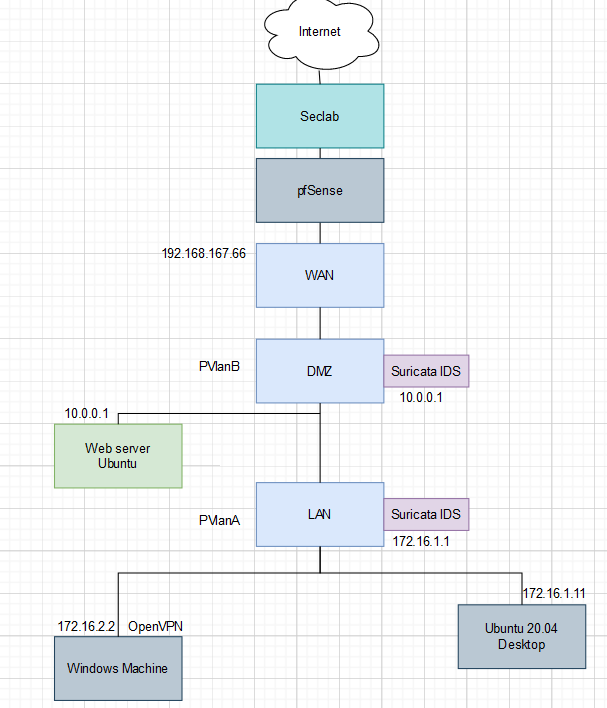 Internet
Seclab
pfSense
192.168.167.66
WAN
PVlanB
DMZ
Suricata IDS
10.0.0.1
10.0.0.1
Web server
Ubuntu
LAN
Suricata IDS
PVlanA
172.16.1.1
172.16.1.11
172.16.2.2
OpenVPN
Windows Machine
Ubuntu 20.04
Desktop